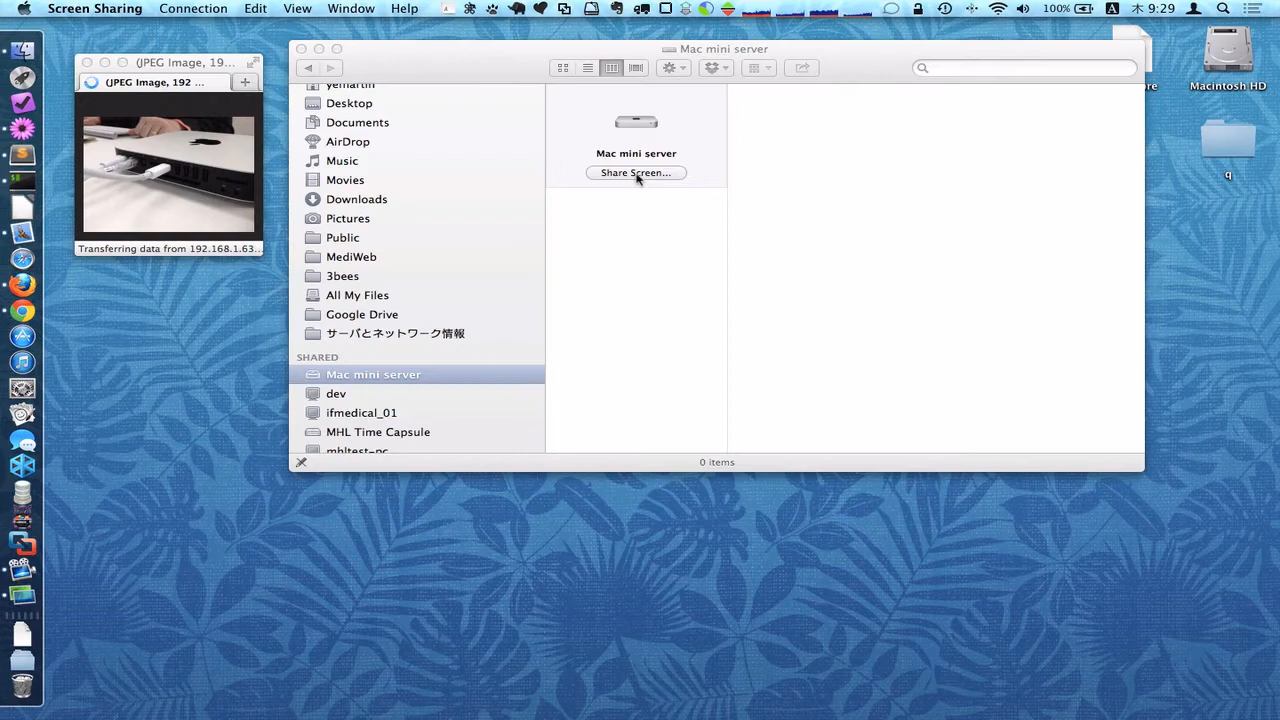 Screen Sharing Connection Edit View Window Help 100% A 木 9:29
(JPEG Image, 19...
(JPEG Image, 192 ...
Transferring data from 192.168.1.63...
Mac mini server
yemartin
Desktop
Documents
AirDrop
Music
Movies
Downloads
Pictures
Public
MediWeb
3bees
All My Files
Google Drive
サーバとネットワーク情報
SHARED
Mac mini server
dev
ifmedical_01
MHL Time Capsule
mhltest-pc
Mac mini server
Share Screen...
0 items
Macintosh HD
q